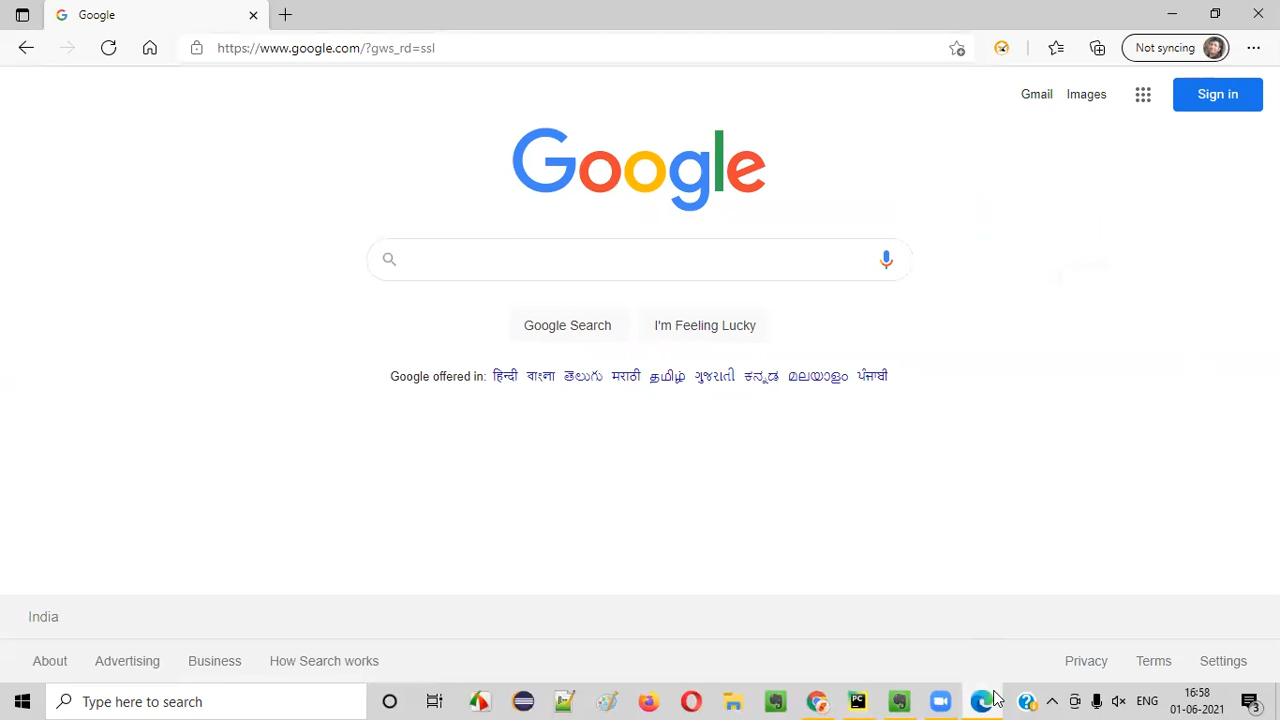 Google
https://www.google.com/?gws_rd=ssl
Not syncing
Gmail Images
Sign in
Google
Google Search
I'm Feeling Lucky
Google offered in: हिन्दी বাংলা తెలుగు मराठी தமிழ் ગુજરાતી ಕನ್ನಡ മലയാളം ਪੰਜਾਬੀ
India
About Advertising Business How Search works
Privacy Terms Settings
Type here to search
PC
ENG
16:58
01-06-2021
3